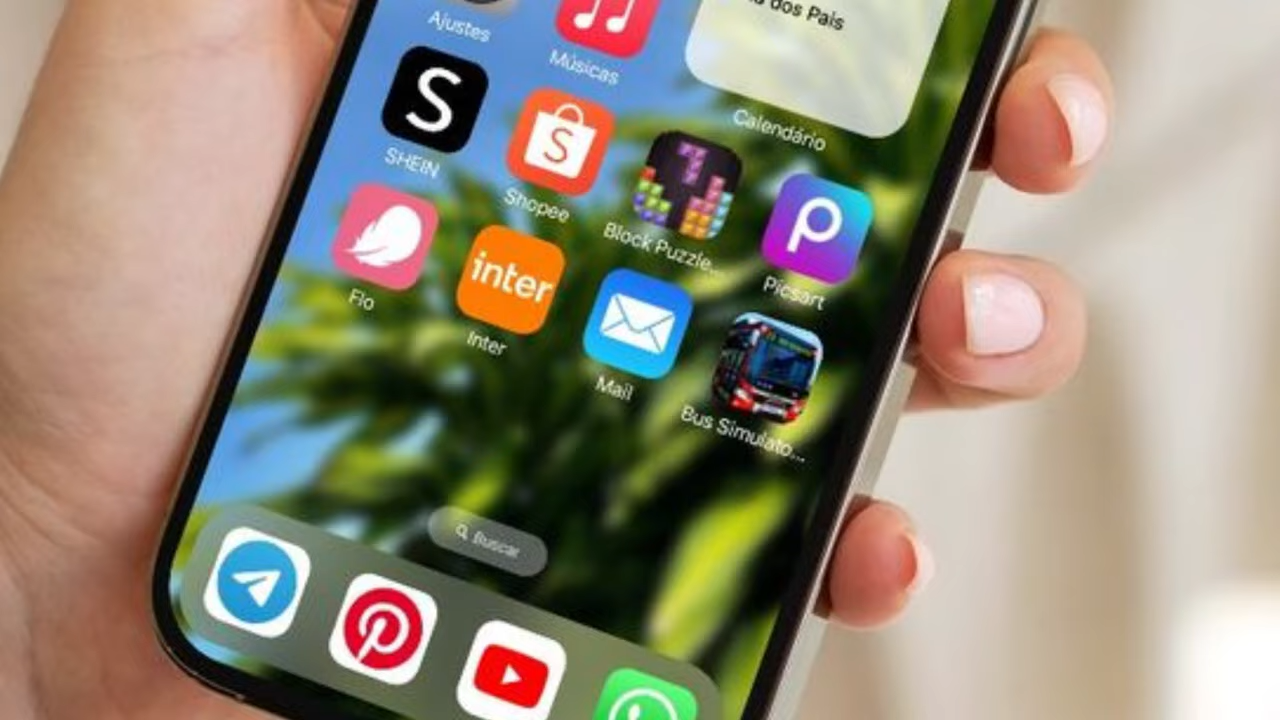 dos Pais
Ajustes
Músicas
Calendário
S
SHEIN
S
Shopee
Block Puzzle...
Picsart
Flo
inter
Inter
Mail
Bus Simulato...
Buscar